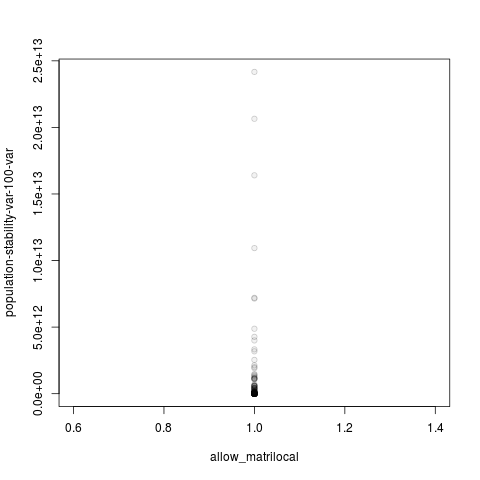 population-stability-var-100-var
2.5e+13
2.0e+13
1.5e+13
1.0e+13
5.0e+12
0.0e+00
0.6 0.8 1.0 1.2 1.4
allow_matrilocal